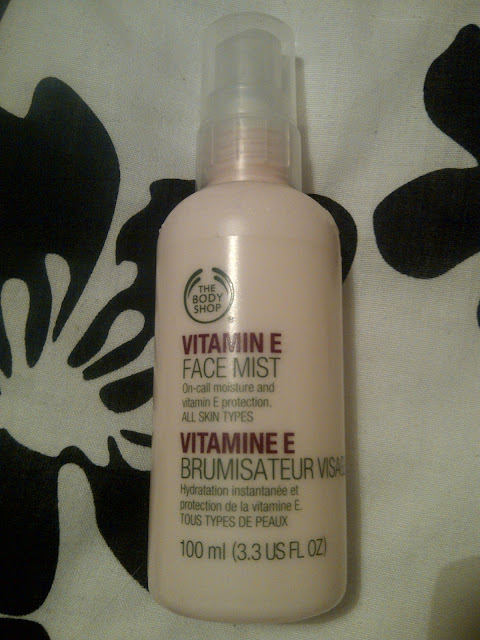 THE
BODY
SHOP
VITAMIN E
FACE MIST
On-call moisture and
vitamin E protection.
ALL SKIN TYPES
VITAMINE E
BRUMISATEUR VISAG
Hydratation instantanée et
protection de la vitamine E.
TOUS TYPES DE PEAUX
100 ml (3.3 US FL OZ)